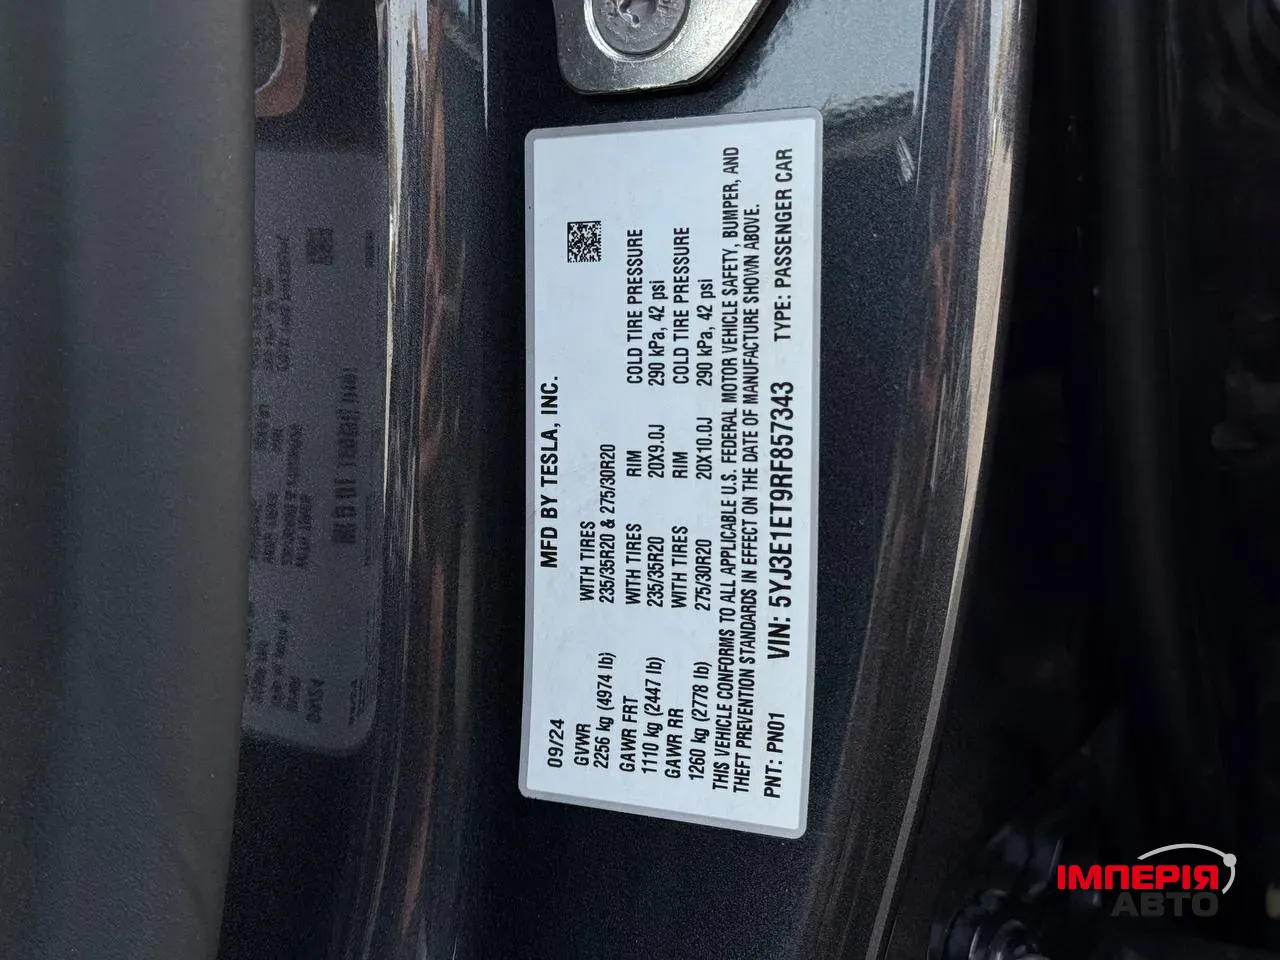 MFD BY TESLA, INC.
09/24
GVWR
2256 kg (4974 lb)
WITH TIRES
235/35R20 & 275/30R20
GAWR FRT
1110 kg (2447 lb)
WITH TIRES
235/35R20
RIM
20X9.0J
COLD TIRE PRESSURE
290 kPa, 42 psi
GAWR RR
1260 kg (2778 lb)
WITH TIRES
275/30R20
RIM
20X10.0J
COLD TIRE PRESSURE
290 kPa, 42 psi
THIS VEHICLE CONFORMS TO ALL APPLICABLE U.S. FEDERAL MOTOR VEHICLE SAFETY, BUMPER, AND
THEFT PREVENTION STANDARDS IN EFFECT ON THE DATE OF MANUFACTURE SHOWN ABOVE.
PNT: PN01 VIN: 5YJ3E1ET9RF857343 TYPE: PASSENGER CAR
ІМПЕРІЯ
АВТО